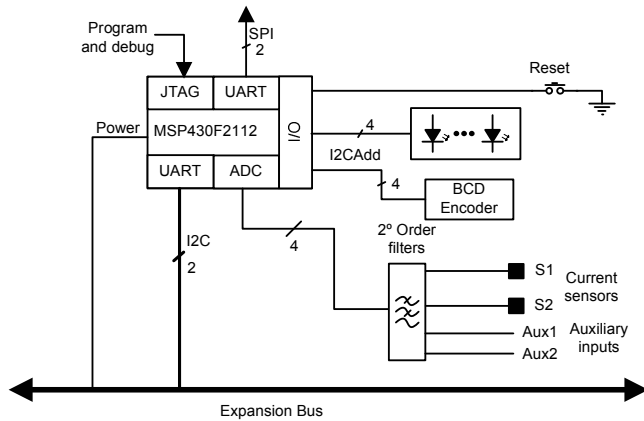 Program
and debug
SPI
2
JTAG
UART
Reset
Power
MSP430F2112
I/O
4
I2CAdd
UART
ADC
4
BCD
Encoder
I2C
2
4
2º Order
filters
S1
Current
sensors
S2
Aux1
Auxiliary
inputs
Aux2
Expansion Bus